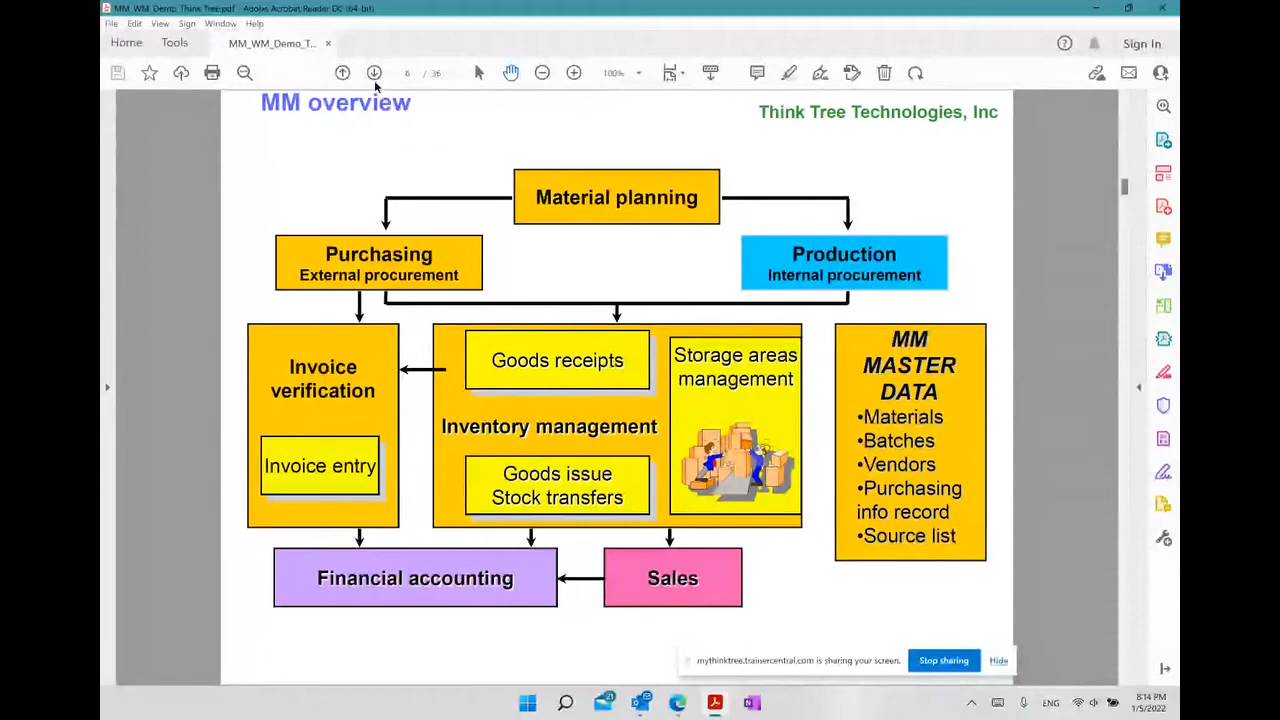 MM_WM_Demo_Think Tree.pdf - Adobe Acrobat Reader DC (64-bit)
File Edit View Sign Window Help
Home Tools MM_WM_Demo_T... × Sign In
6 / 36 100%
MM overview
Think Tree Technologies, Inc
Material planning
Purchasing
External procurement
Production
Internal procurement
Invoice
verification
Invoice entry
Goods receipts
Inventory management
Goods issue
Stock transfers
Storage areas
management
MM
MASTER
DATA
•Materials
•Batches
•Vendors
•Purchasing
info record
•Source list
Financial accounting
Sales
mythinktree.trainercentral.com is sharing your screen. Stop sharing Hide
21
ENG
8:14 PM
1/5/2022